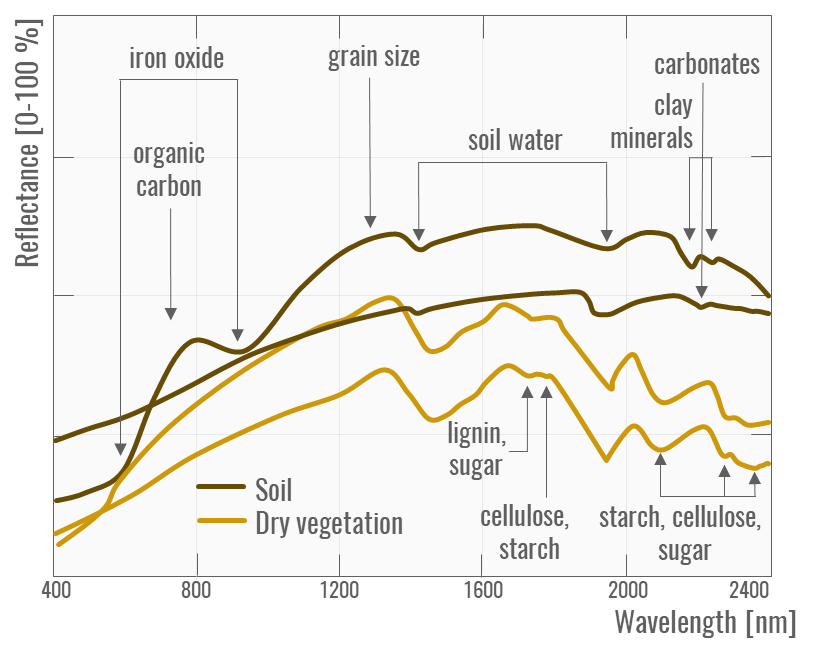 Reflectance [0-100 %]
iron oxide
grain size
carbonates
clay
minerals
soil water
organic
carbon
lignin,
sugar
cellulose,
starch
starch, cellulose,
sugar
Soil
Dry vegetation
400 800 1200 1600 2000 2400
Wavelength [nm]